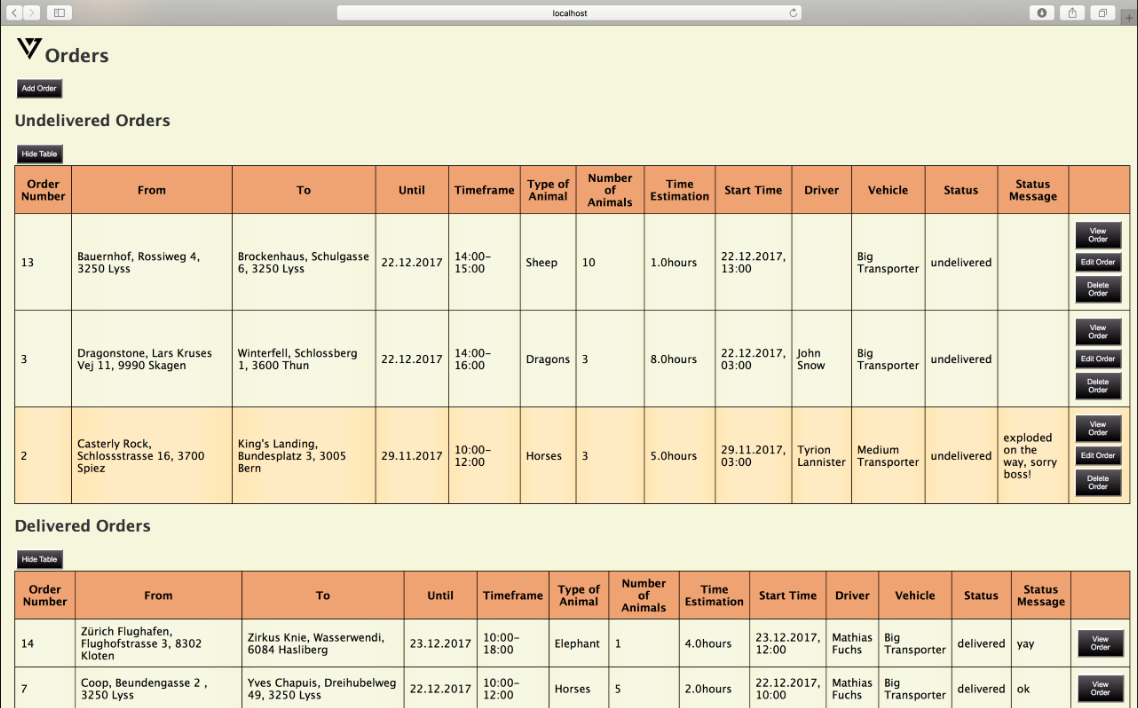 localhost
Orders
Add Order
Undelivered Orders
Hide Table
Order Number From To Until Timeframe Type of Animal Number of Animals Time Estimation Start Time Driver Vehicle Status Status Message
13 Bauernhof, Rossiweg 4, 3250 Lyss Brockenhaus, Schulgasse 6, 3250 Lyss 22.12.2017 14:00-15:00 Sheep 10 1.0hours 22.12.2017, 13:00 Big Transporter undelivered View Order Edit Order Delete Order
3 Dragonstone, Lars Kruses Vej 11, 9990 Skagen Winterfell, Schlossberg 1, 3600 Thun 22.12.2017 14:00-16:00 Dragons 3 8.0hours 22.12.2017, 03:00 John Snow Big Transporter undelivered View Order Edit Order Delete Order
2 Casterly Rock, Schlossstrasse 16, 3700 Spiez King's Landing, Bundesplatz 3, 3005 Bern 29.11.2017 10:00-12:00 Horses 3 5.0hours 29.11.2017, 03:00 Tyrion Lannister Medium Transporter undelivered exploded on the way, sorry boss! View Order Edit Order Delete Order
Delivered Orders
Hide Table
Order Number From To Until Timeframe Type of Animal Number of Animals Time Estimation Start Time Driver Vehicle Status Status Message
14 Zürich Flughafen, Flughofstrasse 3, 8302 Kloten Zirkus Knie, Wasserwendi, 6084 Hasliberg 23.12.2017 10:00-18:00 Elephant 1 4.0hours 23.12.2017, 12:00 Mathias Fuchs Big Transporter delivered yay View Order
7 Coop, Beundengasse 2 , 3250 Lyss Yves Chapuis, Dreihubelweg 49, 3250 Lyss 22.12.2017 10:00-12:00 Horses 5 2.0hours 22.12.2017, 10:00 Mathias Fuchs Big Transporter delivered ok View Order